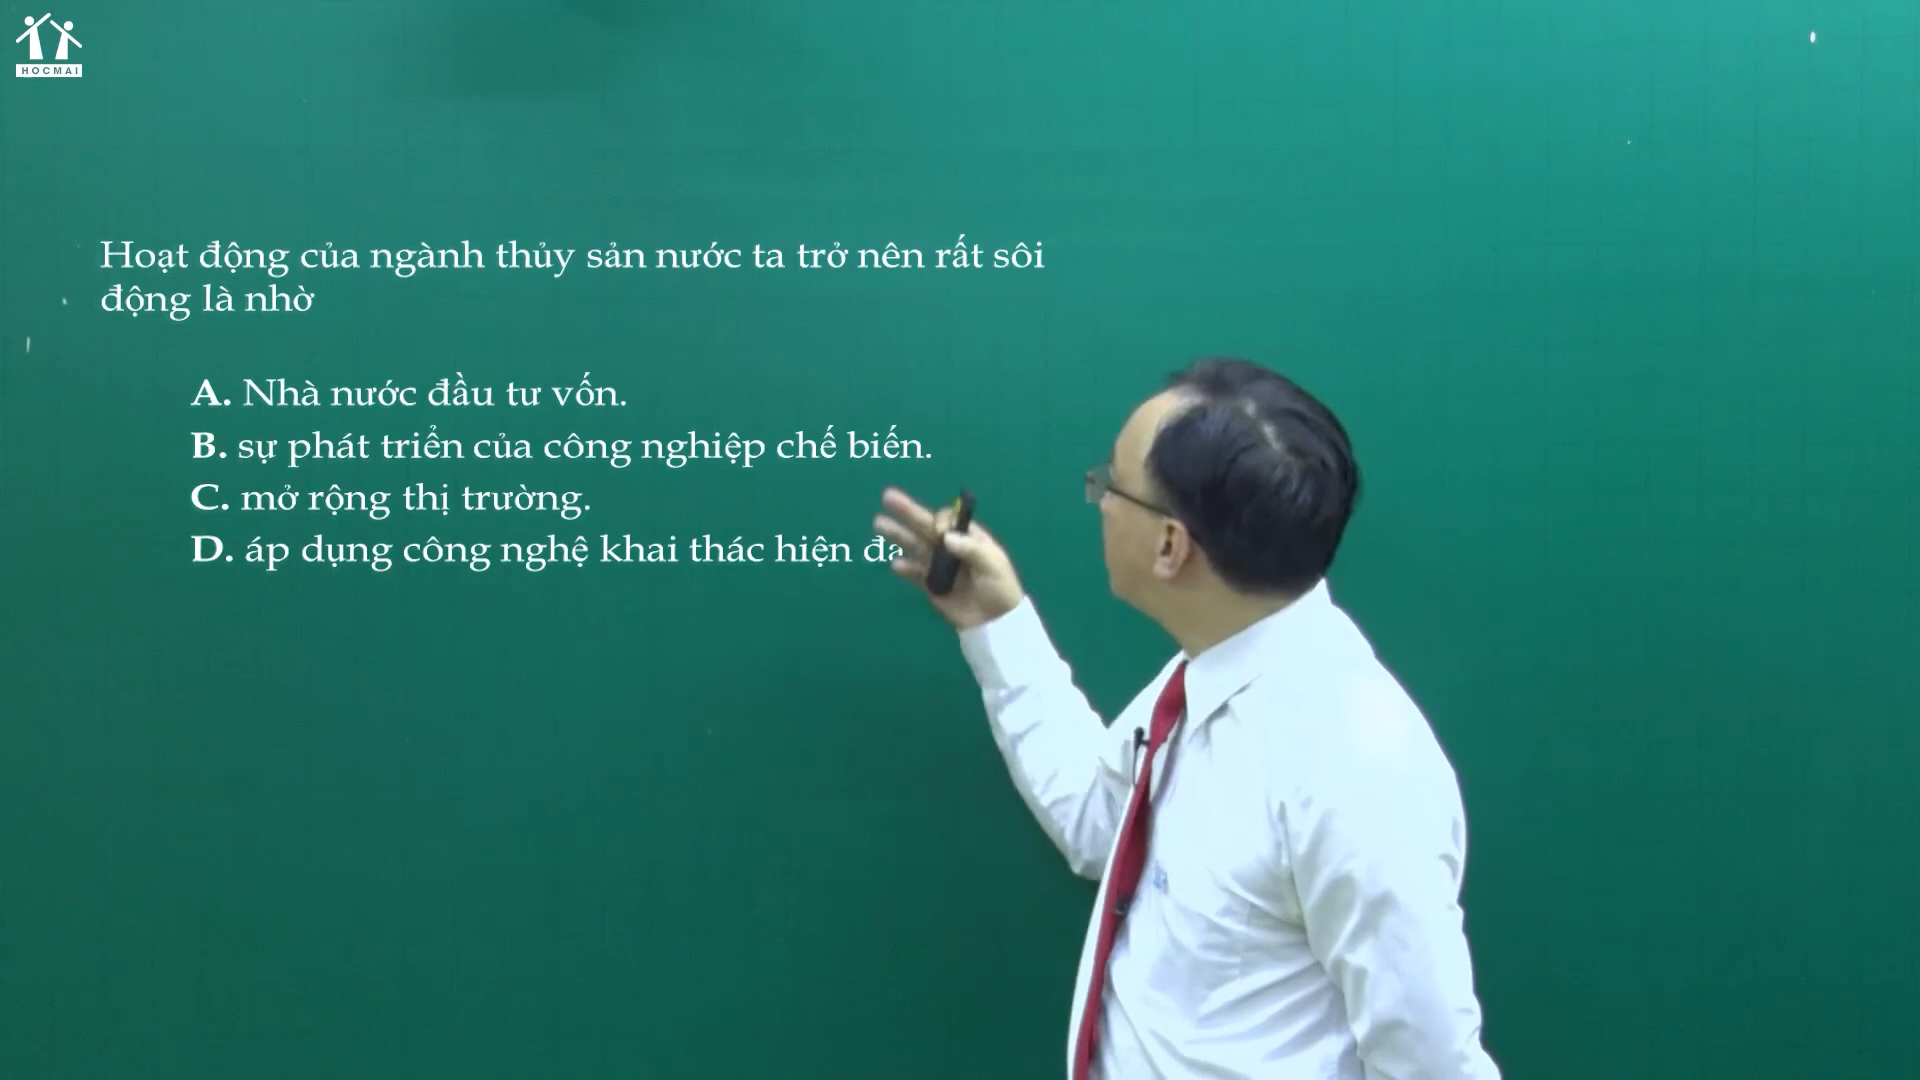 HOCMAI
Hoạt động của ngành thủy sản nước ta trở nên rất sôi
động là nhờ
A. Nhà nước đầu tư vốn.
B. sự phát triển của công nghiệp chế biến.
C. mở rộng thị trường.
D. áp dụng công nghệ khai thác hiện